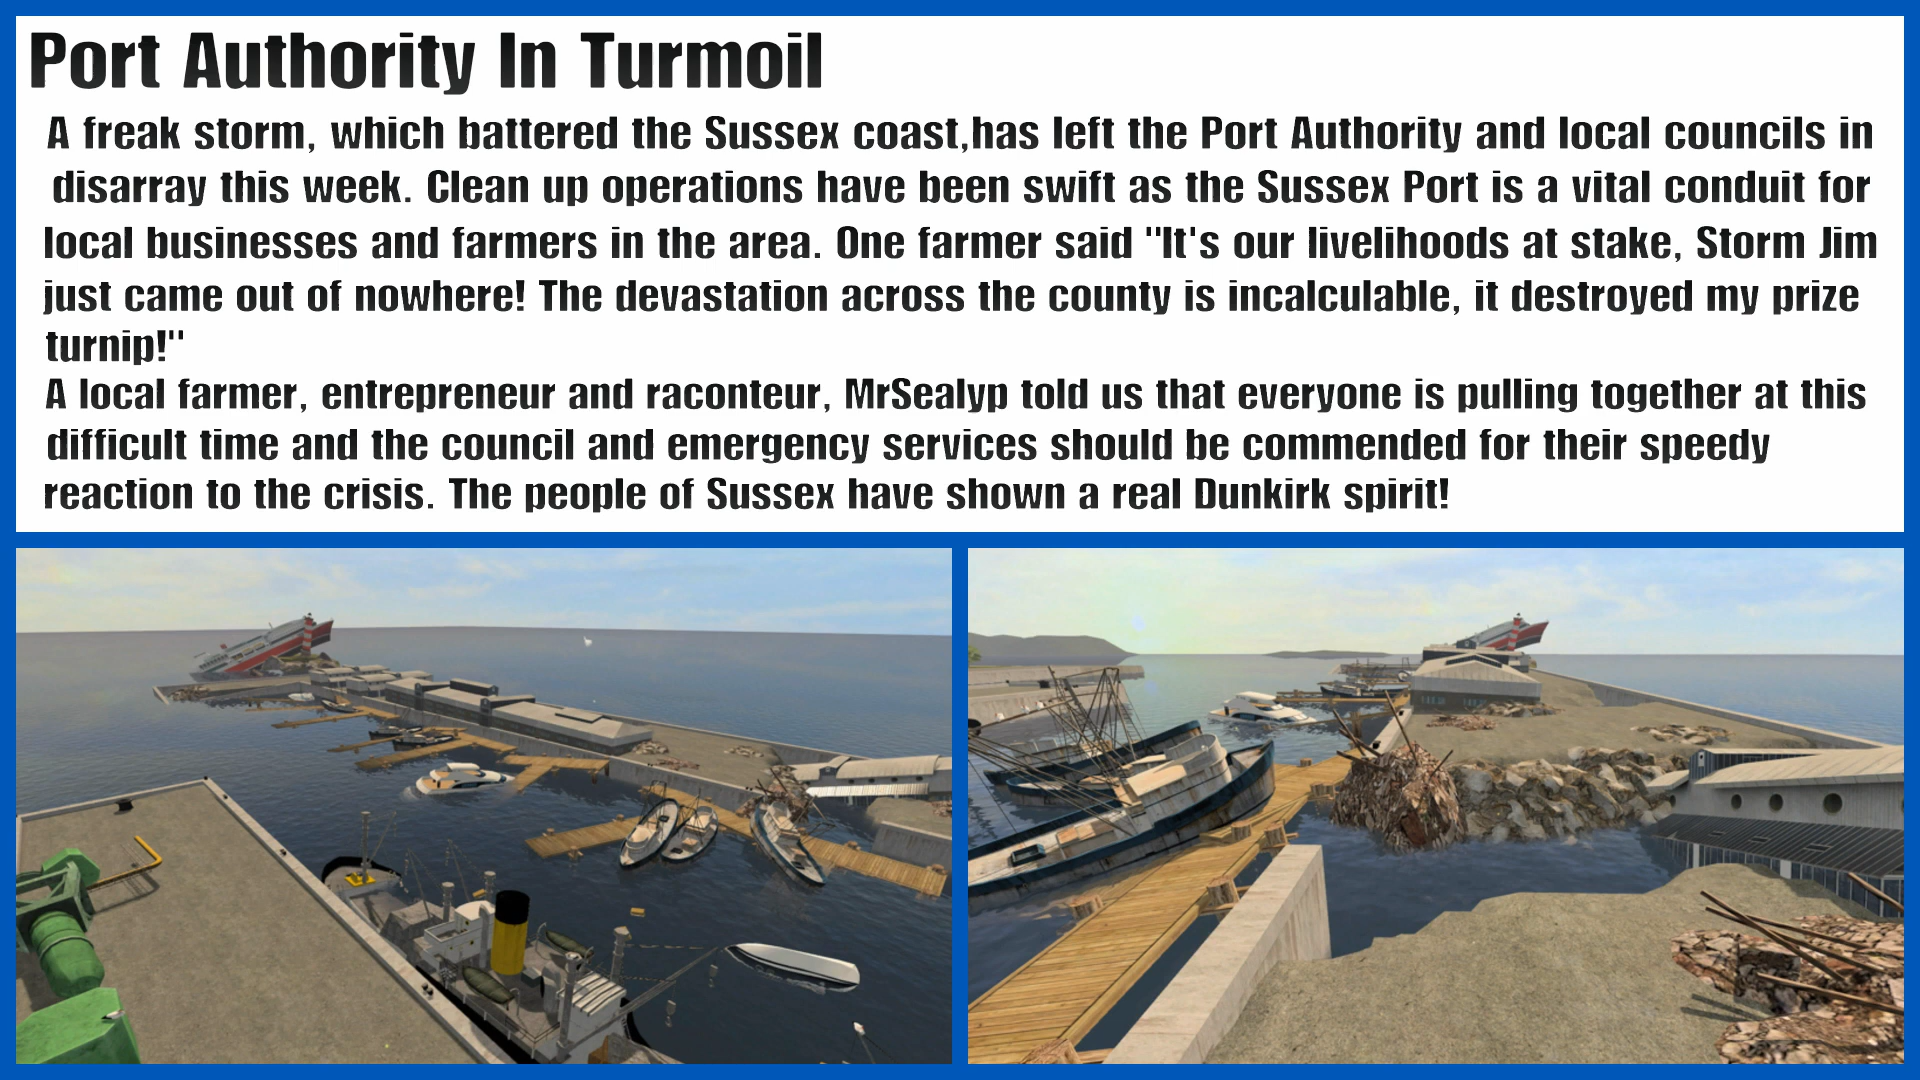 Port Authority In Turmoil
A freak storm, which battered the Sussex coast,has left the Port Authority and local councils in
disarray this week. Clean up operations have been swift as the Sussex Port is a vital conduit for
local businesses and farmers in the area. One farmer said "It's our livelihoods at stake, Storm Jim
just came out of nowhere! The devastation across the county is incalculable, it destroyed my prize
turnip!"
A local farmer, entrepreneur and raconteur, MrSealyp told us that everyone is pulling together at this
difficult time and the council and emergency services should be commended for their speedy
reaction to the crisis. The people of Sussex have shown a real Dunkirk spirit!